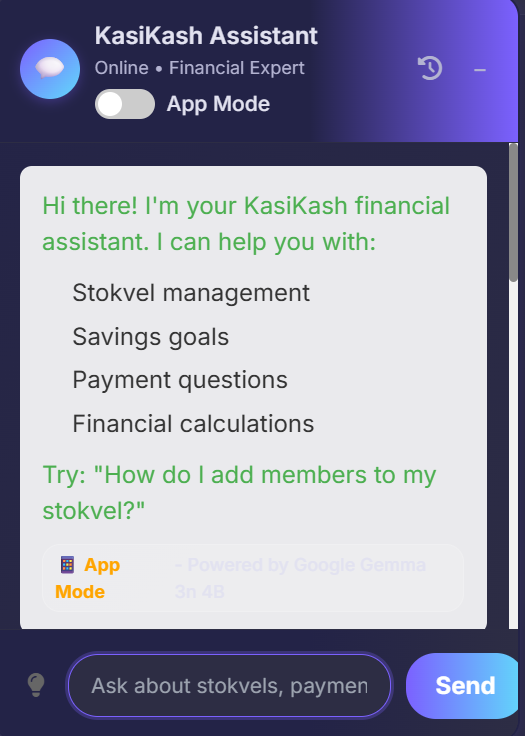 KasiKash Assistant
Online • Financial Expert
App Mode
Hi there! I'm your KasiKash financial
assistant. I can help you with:
Stokvel management
Savings goals
Payment questions
Financial calculations
Try: "How do I add members to my
stokvel?"
App - Powered by Google Gemma
Mode 3n 4B
Ask about stokvels, paymen
Send